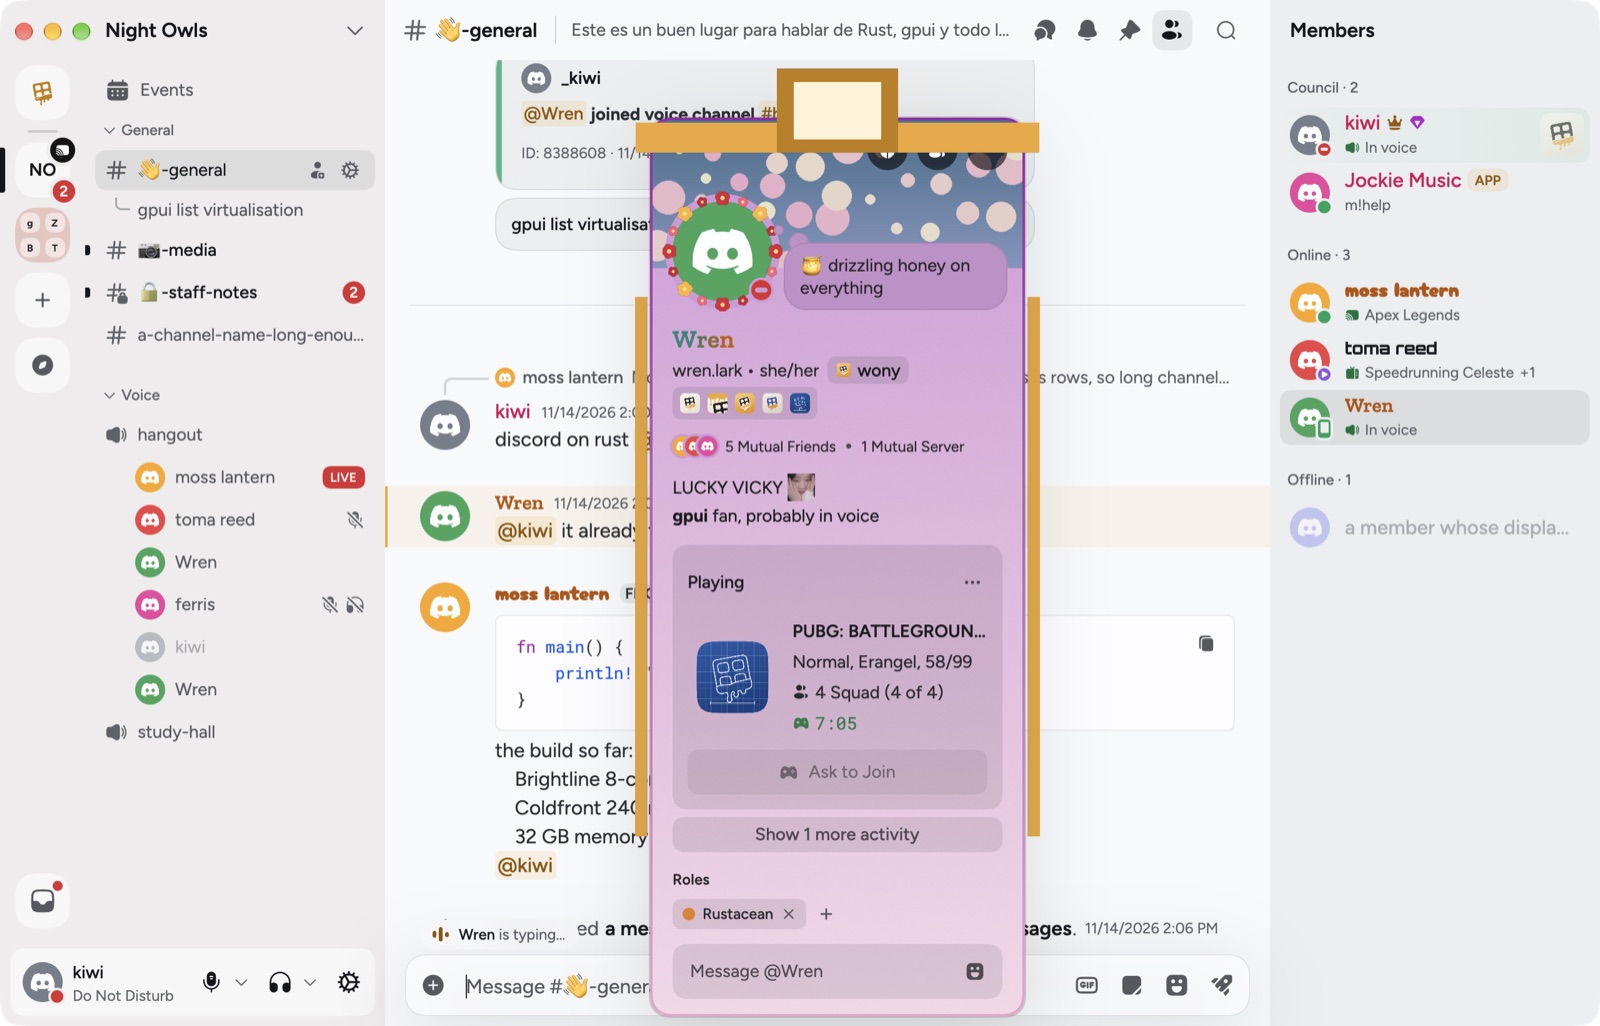 Night Owls
NO
2
g Z
B T
Events
General
👋-general
gpui list virtualisation
📷-media
🔒-staff-notes
2
a-channel-name-long-enou...
Voice
hangout
moss lantern
LIVE
toma reed
Wren
ferris
kiwi
Wren
study-hall
kiwi
Do Not Disturb
👋-general
Este es un buen lugar para hablar de Rust, gpui y todo l...
_kiwi
@Wren joined voice channel
ID: 8388608 · 11/14
gpui list virtualisa
moss lantern
s rows, so long channel...
kiwi 11/14/2026 2:0
discord on rust
Wren 11/14/2026 2:
@kiwi it already
moss lantern
fn main() {
println!
}
the build so far:
Brightline 8-co
Coldfront 240
32 GB memory
@kiwi
ed a me
sages. 11/14/2026 2:06 PM
Wren is typing...
Message #👋-gener
GIF
🍯 drizzling honey on
everything
Wren
wren.lark • she/her wony
5 Mutual Friends • 1 Mutual Server
LUCKY VICKY
gpui fan, probably in voice
Playing
PUBG: BATTLEGROUN...
Normal, Erangel, 58/99
4 Squad (4 of 4)
7:05
Ask to Join
Show 1 more activity
Roles
Rustacean
Message @Wren
Members
Council · 2
kiwi
In voice
Jockie Music APP
m!help
Online · 3
moss lantern
Apex Legends
toma reed
Speedrunning Celeste +1
Wren
In voice
Offline · 1
a member whose displa...